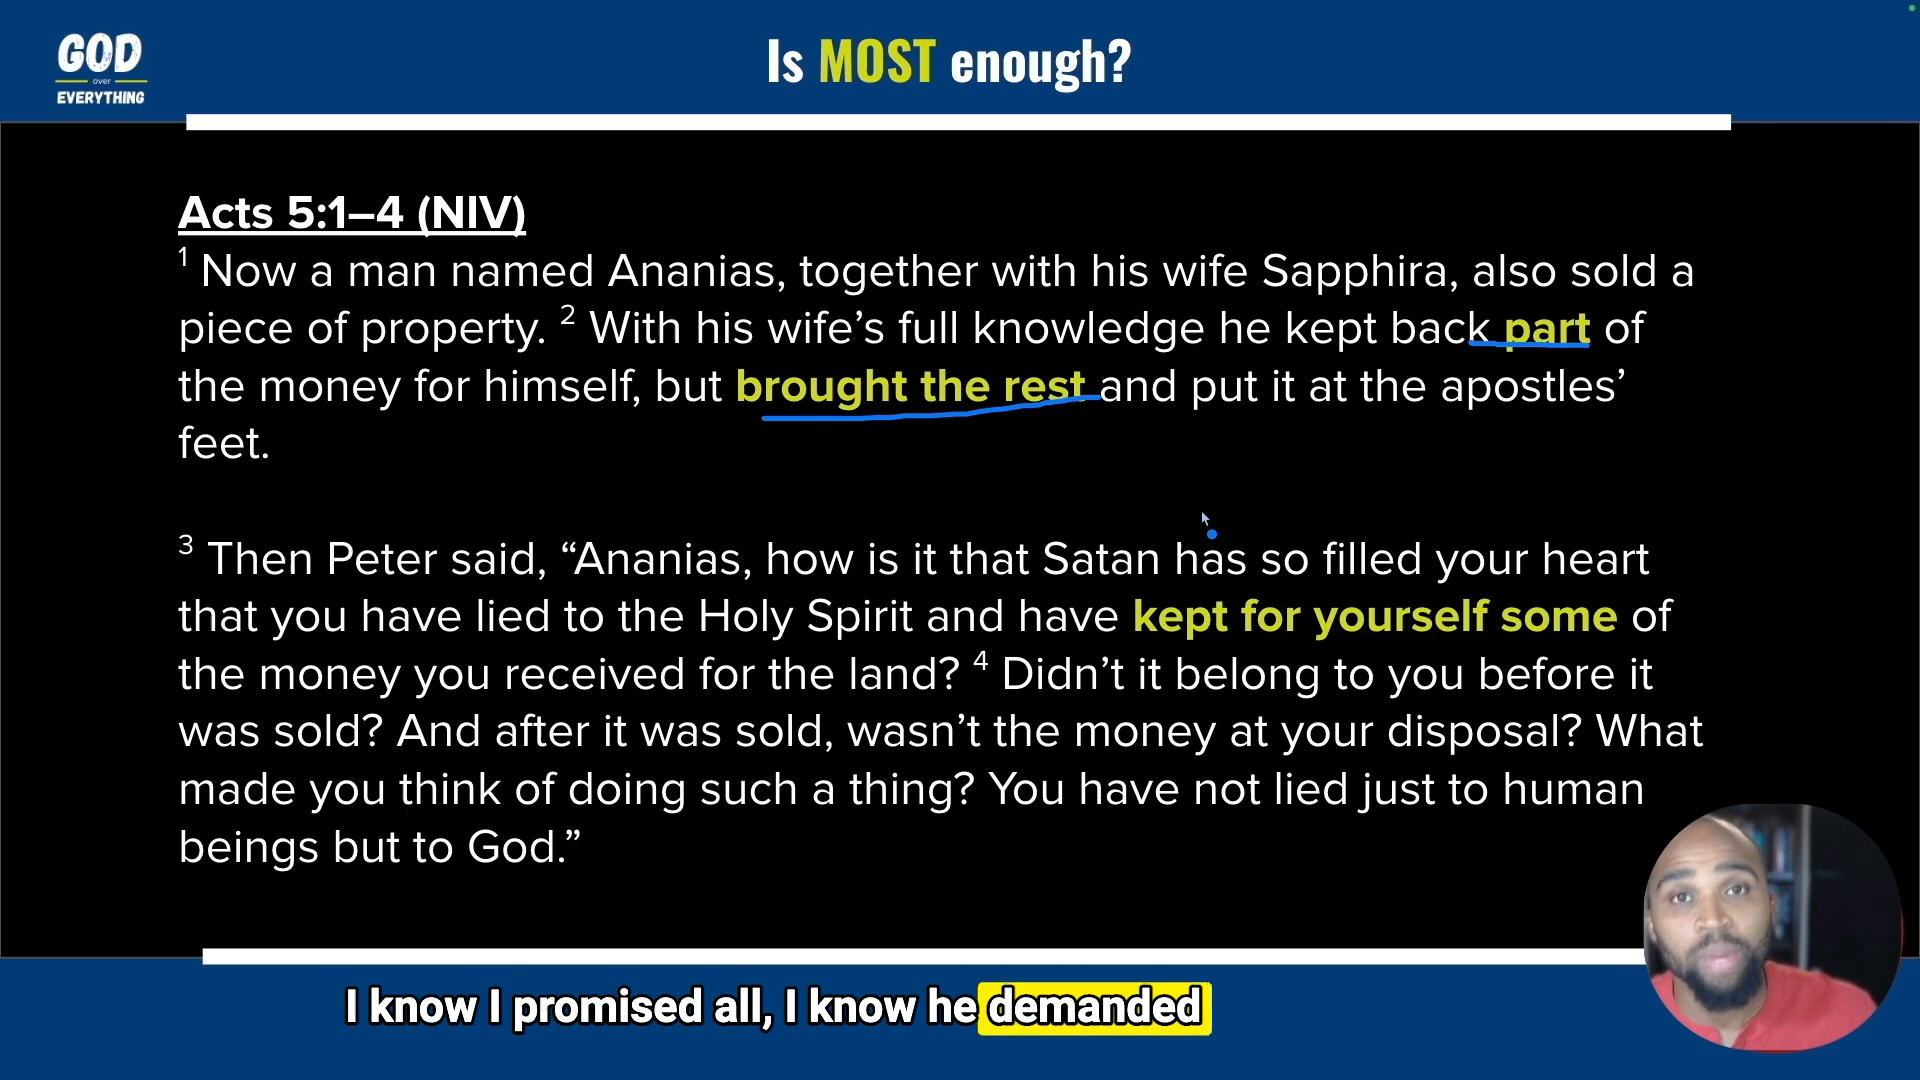 GOD
over
EVERYTHING
Is MOST enough?
Acts 5:1–4 (NIV)
1 Now a man named Ananias, together with his wife Sapphira, also sold a
piece of property. 2 With his wife’s full knowledge he kept back part of
the money for himself, but brought the rest and put it at the apostles’
feet.
3 Then Peter said, “Ananias, how is it that Satan has so filled your heart
that you have lied to the Holy Spirit and have kept for yourself some of
the money you received for the land? 4 Didn’t it belong to you before it
was sold? And after it was sold, wasn’t the money at your disposal? What
made you think of doing such a thing? You have not lied just to human
beings but to God.”
I know I promised all, I know he demanded